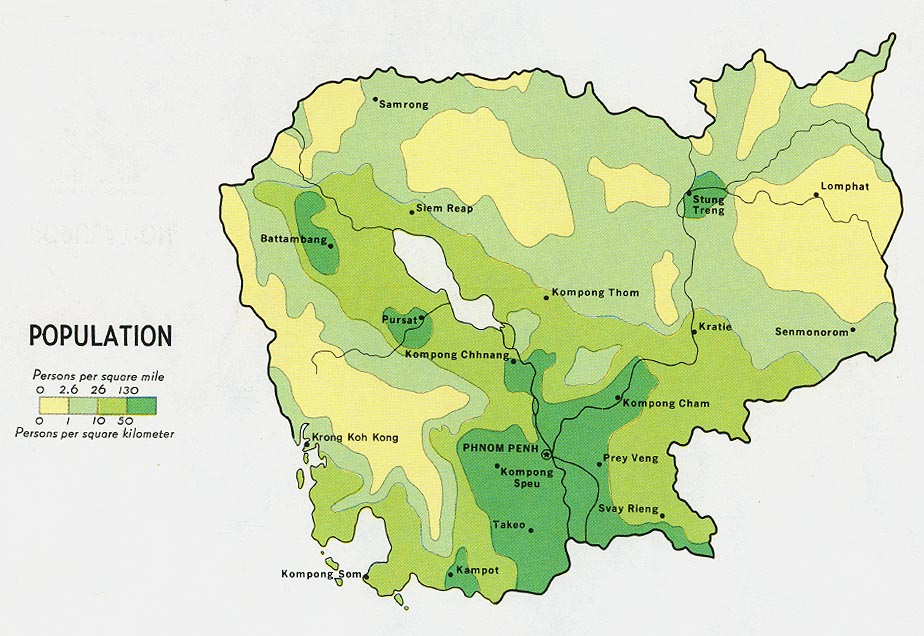 Samrong
Lomphat
Stung
Treng
Siem Reap
Battambang
Kompong Thom
Pursat
Kratie
Senmonorom
Kompong Chhnang
POPULATION
Persons per square mile
0 2.6 26 130
0 1 10 50
Persons per square kilometer
Kompong Cham
Krong Koh Kong
PHNOM PENH
Prey Veng
Kompong
Speu
Svay Rieng
Takeo
Kompong Som
Kampot